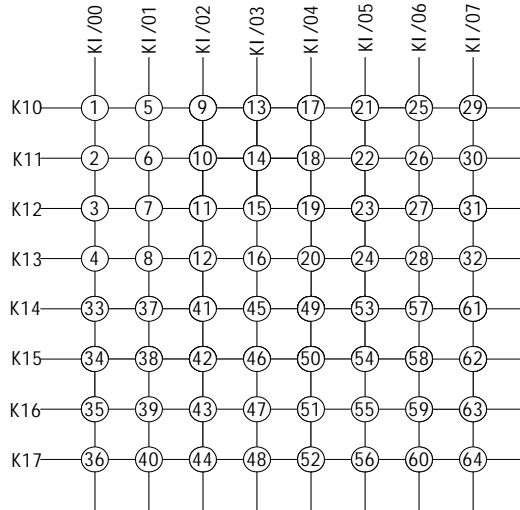 KI/00 KI/01 KI/02 KI/03 KI/04 KI/05 KI/06 KI/07
K10 1 5 9 13 17 21 25 29
K11 2 6 10 14 18 22 26 30
K12 3 7 11 15 19 23 27 31
K13 4 8 12 16 20 24 28 32
K14 33 37 41 45 49 53 57 61
K15 34 38 42 46 50 54 58 62
K16 35 39 43 47 51 55 59 63
K17 36 40 44 48 52 56 60 64